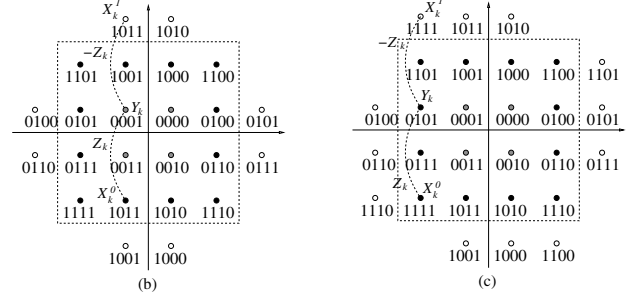 X_k^1
1011 1010
-Z_k
1101 1001 1000 1100
Y_k
0100 0101 0001 0000 0100 0101
Z_k
0110 0111 0011 0010 0110 0111
X_k^0
1111 1011 1010 1110
1001 1000
(b)
X_k^1
1111 1011 1010
-Z_k
1101 1001 1000 1100 1101
Y_k
0100 0101 0001 0000 0100 0101
0110 0111 0011 0010 0110 0111
Z_k X_k^0
1110 1111 1011 1010 1110
1001 1000 1100
(c)